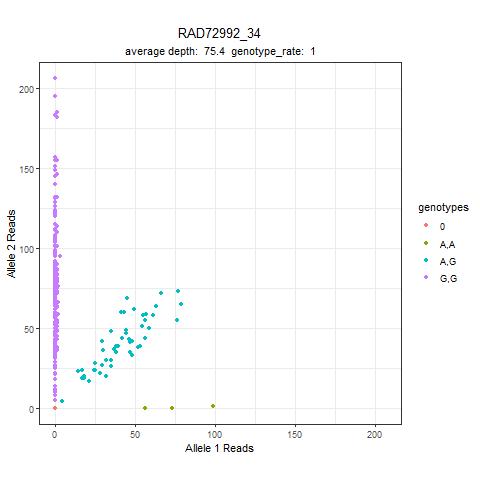 RAD72992_34
average depth:  75.4  genotype_rate:  1
200
150
100
50
0
Allele 2 Reads
0 50 100 150 200
Allele 1 Reads
genotypes
0
A,A
A,G
G,G